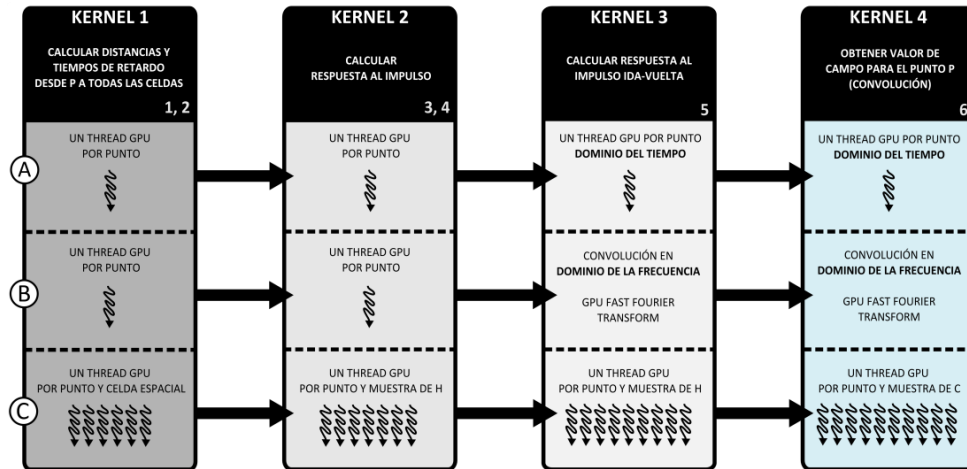 KERNEL 1
CALCULAR DISTANCIAS Y
TIEMPOS DE RETARDO
DESDE P A TODAS LAS CELDAS
1, 2
KERNEL 2
CALCULAR
RESPUESTA AL IMPULSO
3, 4
KERNEL 3
CALCULAR RESPUESTA AL
IMPULSO IDA-VUELTA
5
KERNEL 4
OBTENER VALOR DE
CAMPO PARA EL PUNTO P
(CONVOLUCIÓN)
6
A
UN THREAD GPU
POR PUNTO
UN THREAD GPU
POR PUNTO
UN THREAD GPU POR PUNTO
DOMINIO DEL TIEMPO
UN THREAD GPU POR PUNTO
DOMINIO DEL TIEMPO
B
UN THREAD GPU
POR PUNTO
UN THREAD GPU
POR PUNTO
CONVOLUCIÓN EN
DOMINIO DE LA FRECUENCIA
GPU FAST FOURIER
TRANSFORM
CONVOLUCIÓN EN
DOMINIO DE LA FRECUENCIA
GPU FAST FOURIER
TRANSFORM
C
UN THREAD GPU
POR PUNTO Y CELDA ESPACIAL
UN THREAD GPU
POR PUNTO Y MUESTRA DE H
UN THREAD GPU
POR PUNTO Y MUESTRA DE H
UN THREAD GPU
POR PUNTO Y MUESTRA DE C